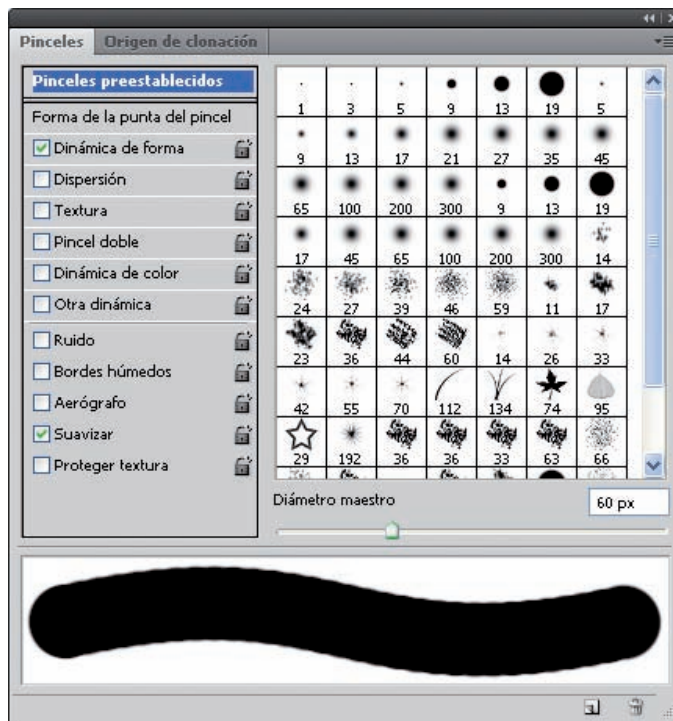 Pinceles Origen de clonación
Pinceles preestablecidos
Forma de la punta del pincel
Dinámica de forma
Dispersión
Textura
Pincel doble
Dinámica de color
Otra dinámica
Ruido
Bordes húmedos
Aerógrafo
Suavizar
Proteger textura
1 3 5 9 13 19 5
9 13 17 21 27 35 45
65 100 200 300 9 13 19
17 45 65 100 200 300 14
24 27 39 46 59 11 17
23 36 44 60 14 26 33
42 55 70 112 134 74 95
29 192 36 36 33 63 66
Diámetro maestro 60 px